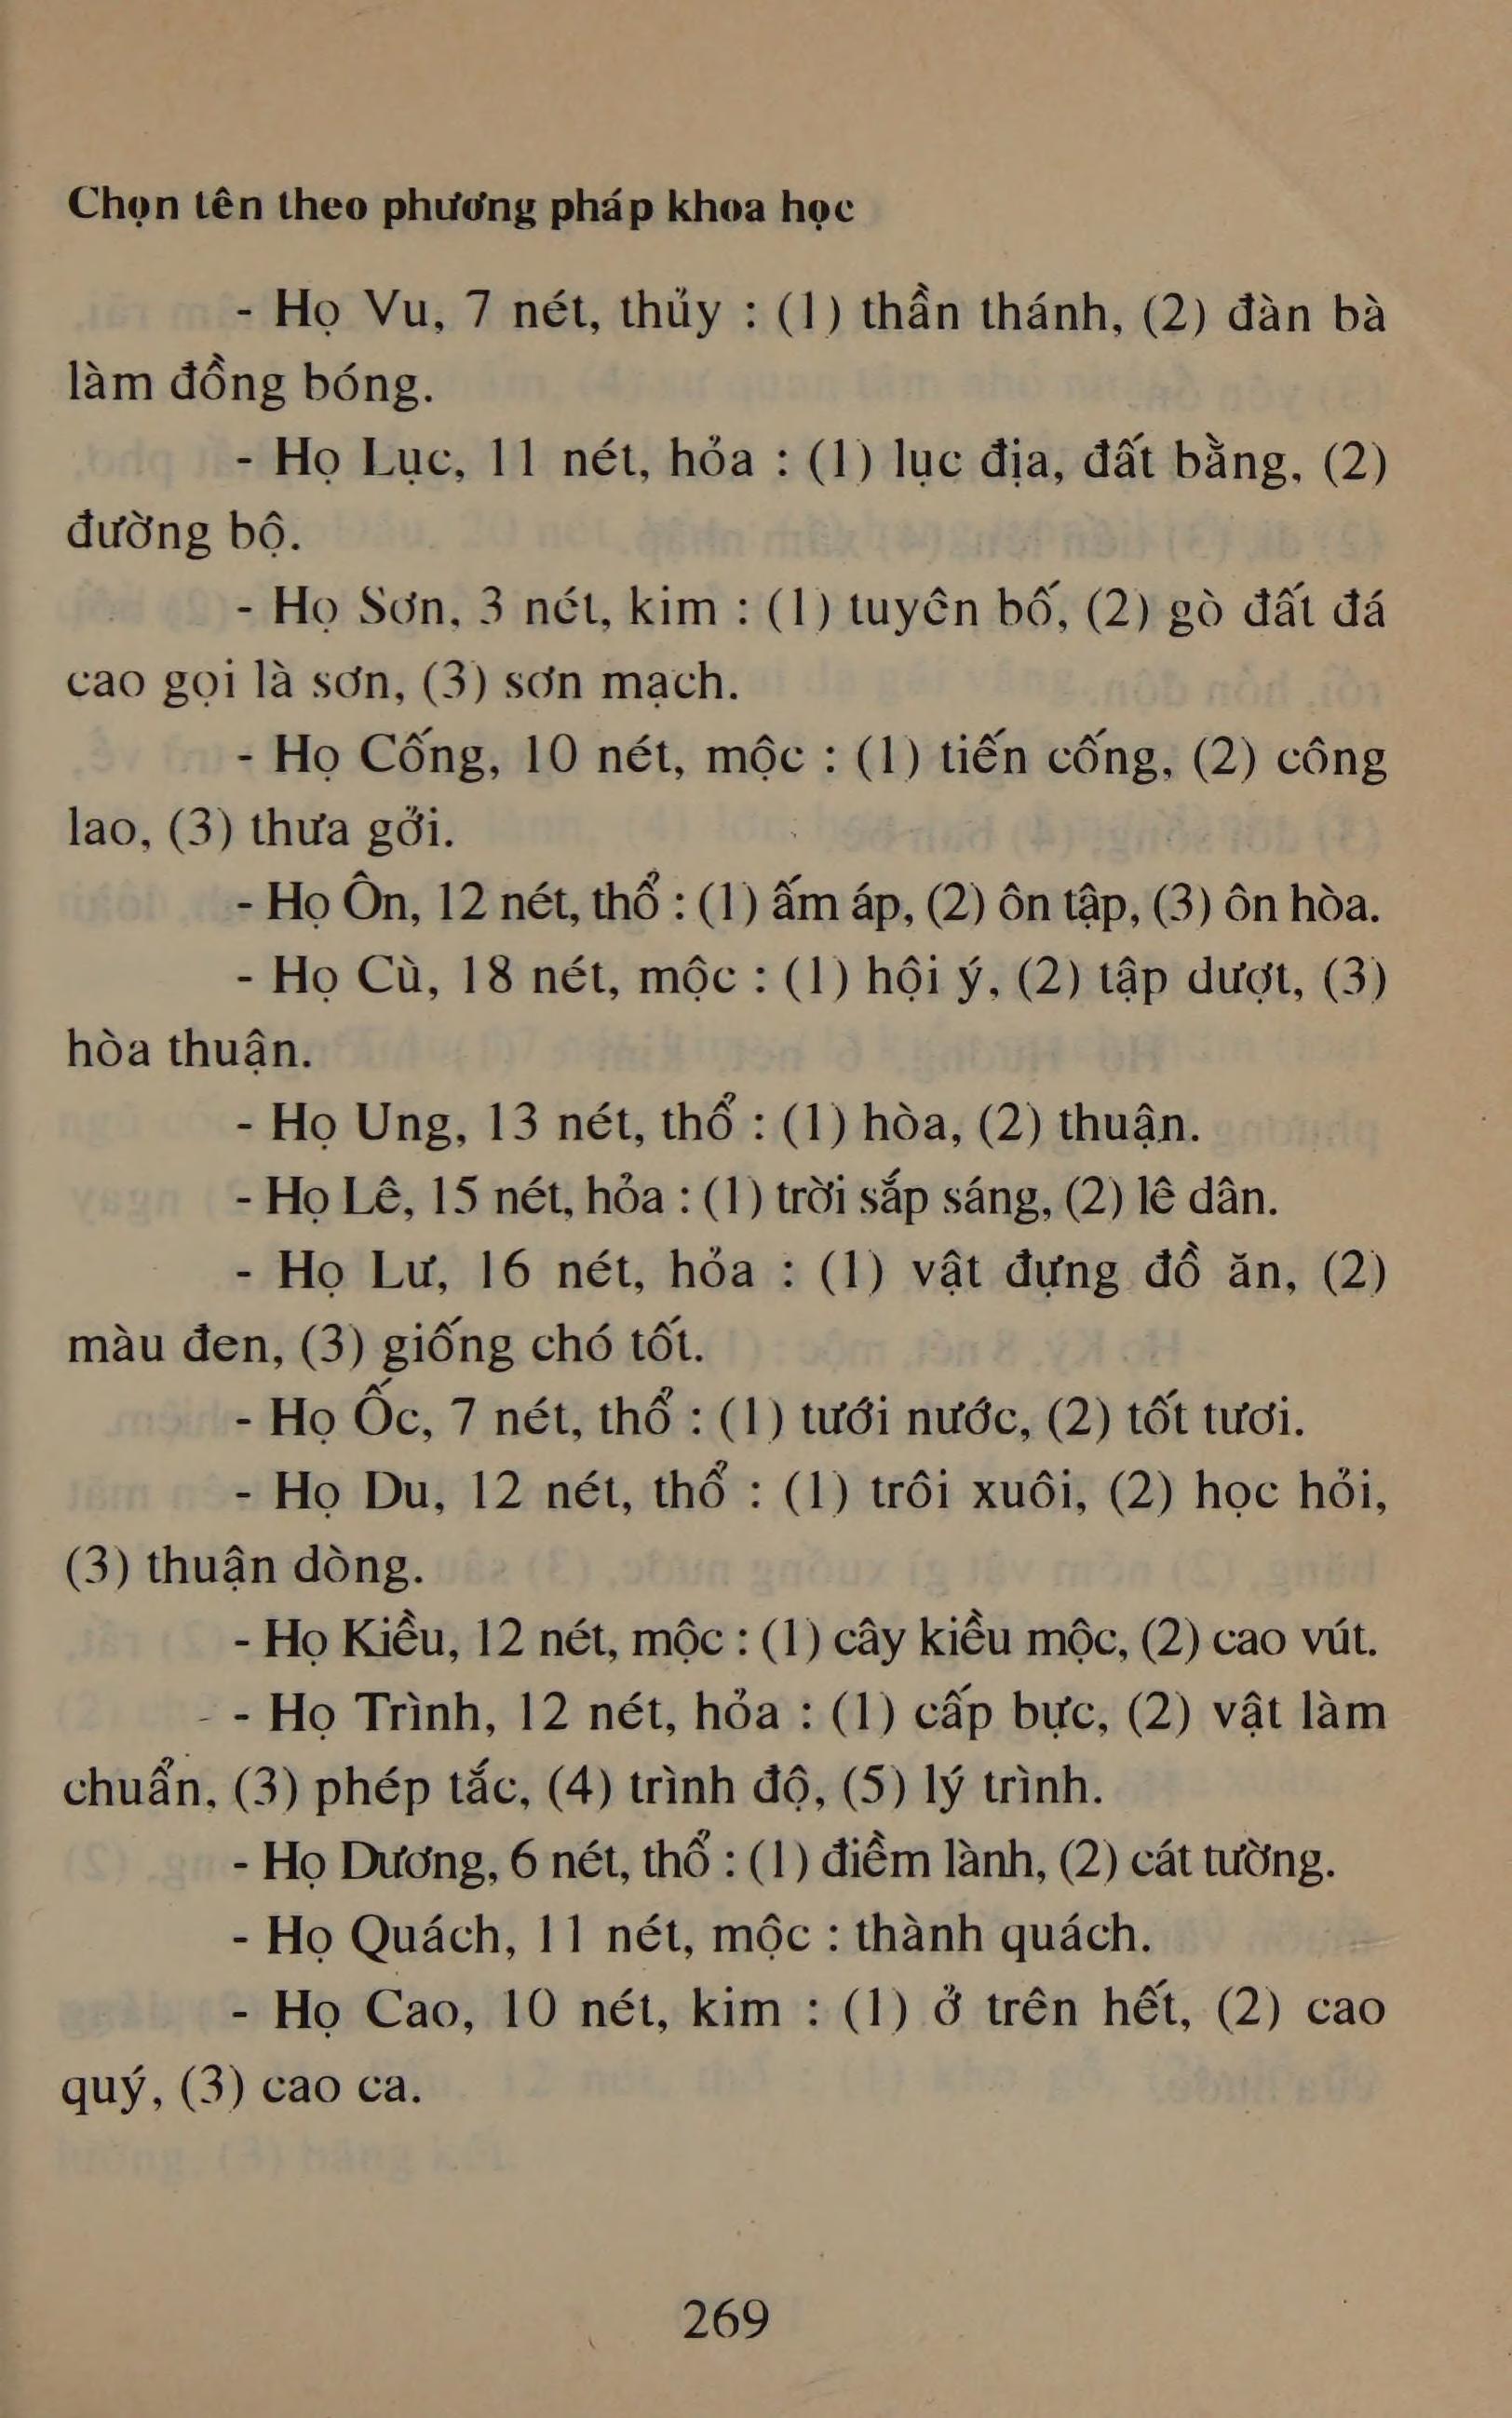 Chọn tên theo phương pháp khoa học
- Họ Vu, 7 nét, thủy : (1) thần thánh, (2) đàn bà
làm đồng bóng.
- Họ Lục, 11 nét, hỏa : (1) lục địa, đất bằng, (2)
đường bộ.
- Họ Sơn, 3 nét, kim : (1) tuyên bố, (2) gò đất đá
cao gọi là sơn, (3) sơn mạch.
- Họ Cống, 10 nét, mộc : (1) tiến cống, (2) công
lao, (3) thưa gởi.
- Họ Ôn, 12 nét, thổ : (1) ấm áp, (2) ôn tập, (3) ôn hòa.
- Họ Cù, 18 nét, mộc : (1) hội ý, (2) tập dượt, (3)
hòa thuận.
- Họ Ung, 13 nét, thổ : (1) hòa, (2) thuận.
- Họ Lê, 15 nét, hỏa : (1) trời sắp sáng, (2) lê dân.
- Họ Lư, 16 nét, hỏa : (1) vật đựng đồ ăn, (2)
màu đen, (3) giống chó tốt.
- Họ Ốc, 7 nét, thổ : (1) tưới nước, (2) tốt tươi.
- Họ Du, 12 nét, thổ : (1) trôi xuôi, (2) học hỏi,
(3) thuận dòng.
- Họ Kiều, 12 nét, mộc : (1) cây kiều mộc, (2) cao vút.
- Họ Trình, 12 nét, hỏa : (1) cấp bực, (2) vật làm
chuẩn, (3) phép tắc, (4) trình độ, (5) lý trình.
- Họ Dương, 6 nét, thổ : (1) điềm lành, (2) cát tường.
- Họ Quách, 11 nét, mộc : thành quách.
- Họ Cao, 10 nét, kim : (1) ở trên hết, (2) cao
quý, (3) cao ca.
269